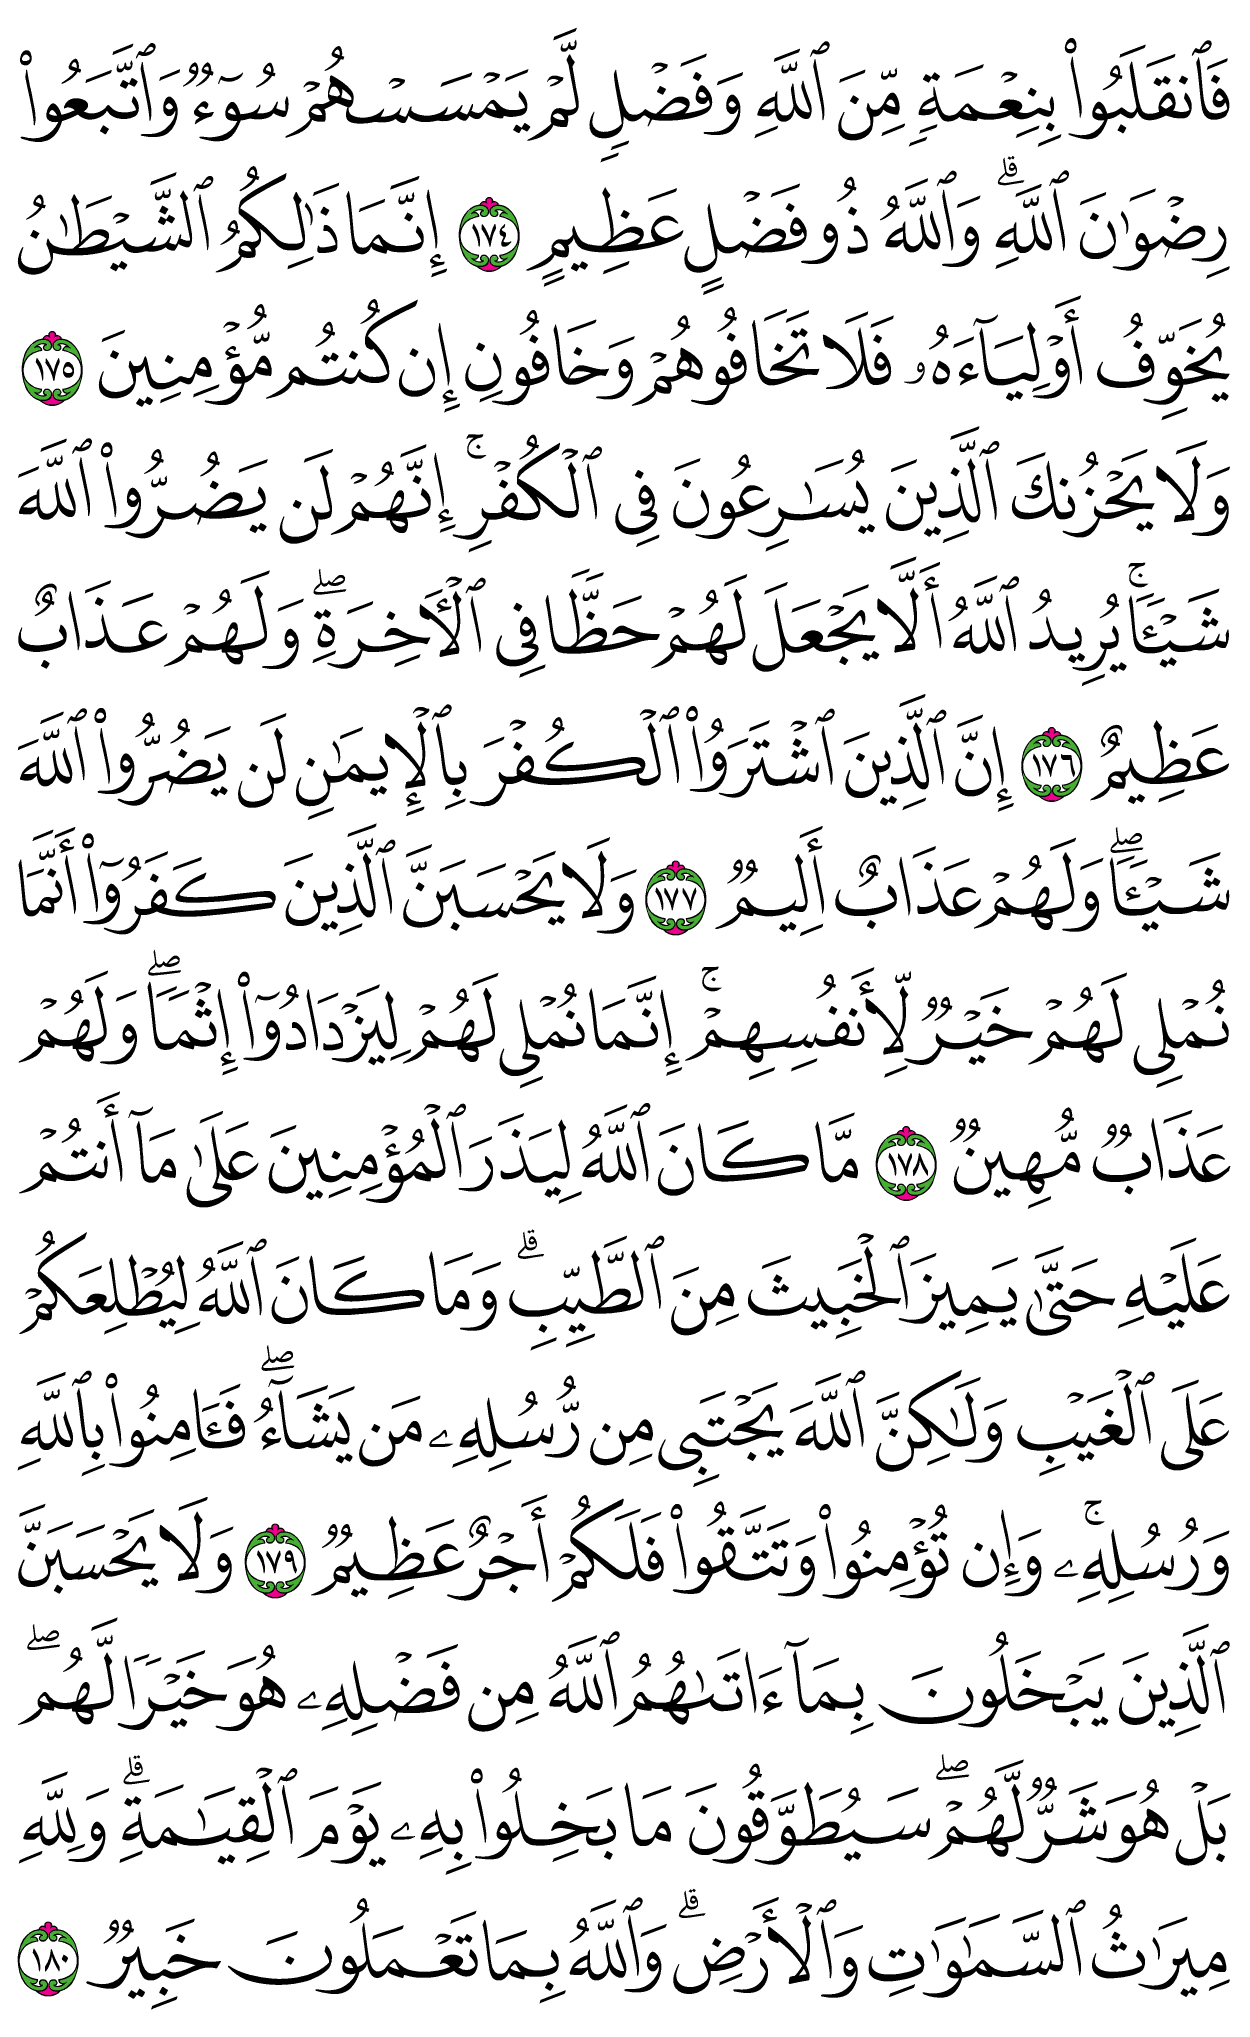 فَٱنقَلَبُوا۟ بِنِعْمَةٍ مِّنَ ٱللَّهِ وَفَضْلٍ لَّمْ يَمْسَسْهُمْ سُوٓءٌ وَٱتَّبَعُوا۟
رِضْوَٰنَ ٱللَّهِ ۗ وَٱللَّهُ ذُو فَضْلٍ عَظِيمٍ ١٧٤ إِنَّمَا ذَٰلِكُمُ ٱلشَّيْطَٰنُ
يُخَوِّفُ أَوْلِيَآءَهُۥ فَلَا تَخَافُوهُمْ وَخَافُونِ إِن كُنتُم مُّؤْمِنِينَ ١٧٥
وَلَا يَحْزُنكَ ٱلَّذِينَ يُسَٰرِعُونَ فِى ٱلْكُفْرِ ۚ إِنَّهُمْ لَن يَضُرُّوا۟ ٱللَّهَ
شَيْـًٔا ۚ يُرِيدُ ٱللَّهُ أَلَّا يَجْعَلَ لَهُمْ حَظًّا فِى ٱلْـَٔاخِرَةِ ۖ وَلَهُمْ عَذَابٌ
عَظِيمٌ ١٧٦ إِنَّ ٱلَّذِينَ ٱشْتَرَوُا۟ ٱلْكُفْرَ بِٱلْإِيمَٰنِ لَن يَضُرُّوا۟ ٱللَّهَ
شَيْـًٔا ۖ وَلَهُمْ عَذَابٌ أَلِيمٌ ١٧٧ وَلَا يَحْسَبَنَّ ٱلَّذِينَ كَفَرُوٓا۟ أَنَّمَا
نُمْلِى لَهُمْ خَيْرٌ لِّأَنفُسِهِمْ ۚ إِنَّمَا نُمْلِى لَهُمْ لِيَزْدَادُوٓا۟ إِثْمًا ۖ وَلَهُمْ
عَذَابٌ مُّهِينٌ ١٧٨ مَّا كَانَ ٱللَّهُ لِيَذَرَ ٱلْمُؤْمِنِينَ عَلَىٰ مَآ أَنتُمْ
عَلَيْهِ حَتَّىٰ يَمِيزَ ٱلْخَبِيثَ مِنَ ٱلطَّيِّبِ ۗ وَمَا كَانَ ٱللَّهُ لِيُطْلِعَكُمْ
عَلَى ٱلْغَيْبِ وَلَٰكِنَّ ٱللَّهَ يَجْتَبِى مِن رُّسُلِهِۦ مَن يَشَآءُ ۖ فَـَٔامِنُوا۟ بِٱللَّهِ
وَرُسُلِهِۦ ۚ وَإِن تُؤْمِنُوا۟ وَتَتَّقُوا۟ فَلَكُمْ أَجْرٌ عَظِيمٌ ١٧٩ وَلَا يَحْسَبَنَّ
ٱلَّذِينَ يَبْخَلُونَ بِمَآ ءَاتَىٰهُمُ ٱللَّهُ مِن فَضْلِهِۦ هُوَ خَيْرًا لَّهُم ۖ
بَلْ هُوَ شَرٌّ لَّهُمْ ۖ سَيُطَوَّقُونَ مَا بَخِلُوا۟ بِهِۦ يَوْمَ ٱلْقِيَٰمَةِ ۗ وَلِلَّهِ
مِيرَٰثُ ٱلسَّمَٰوَٰتِ وَٱلْأَرْضِ ۗ وَٱللَّهُ بِمَا تَعْمَلُونَ خَبِيرٌ ١٨٠